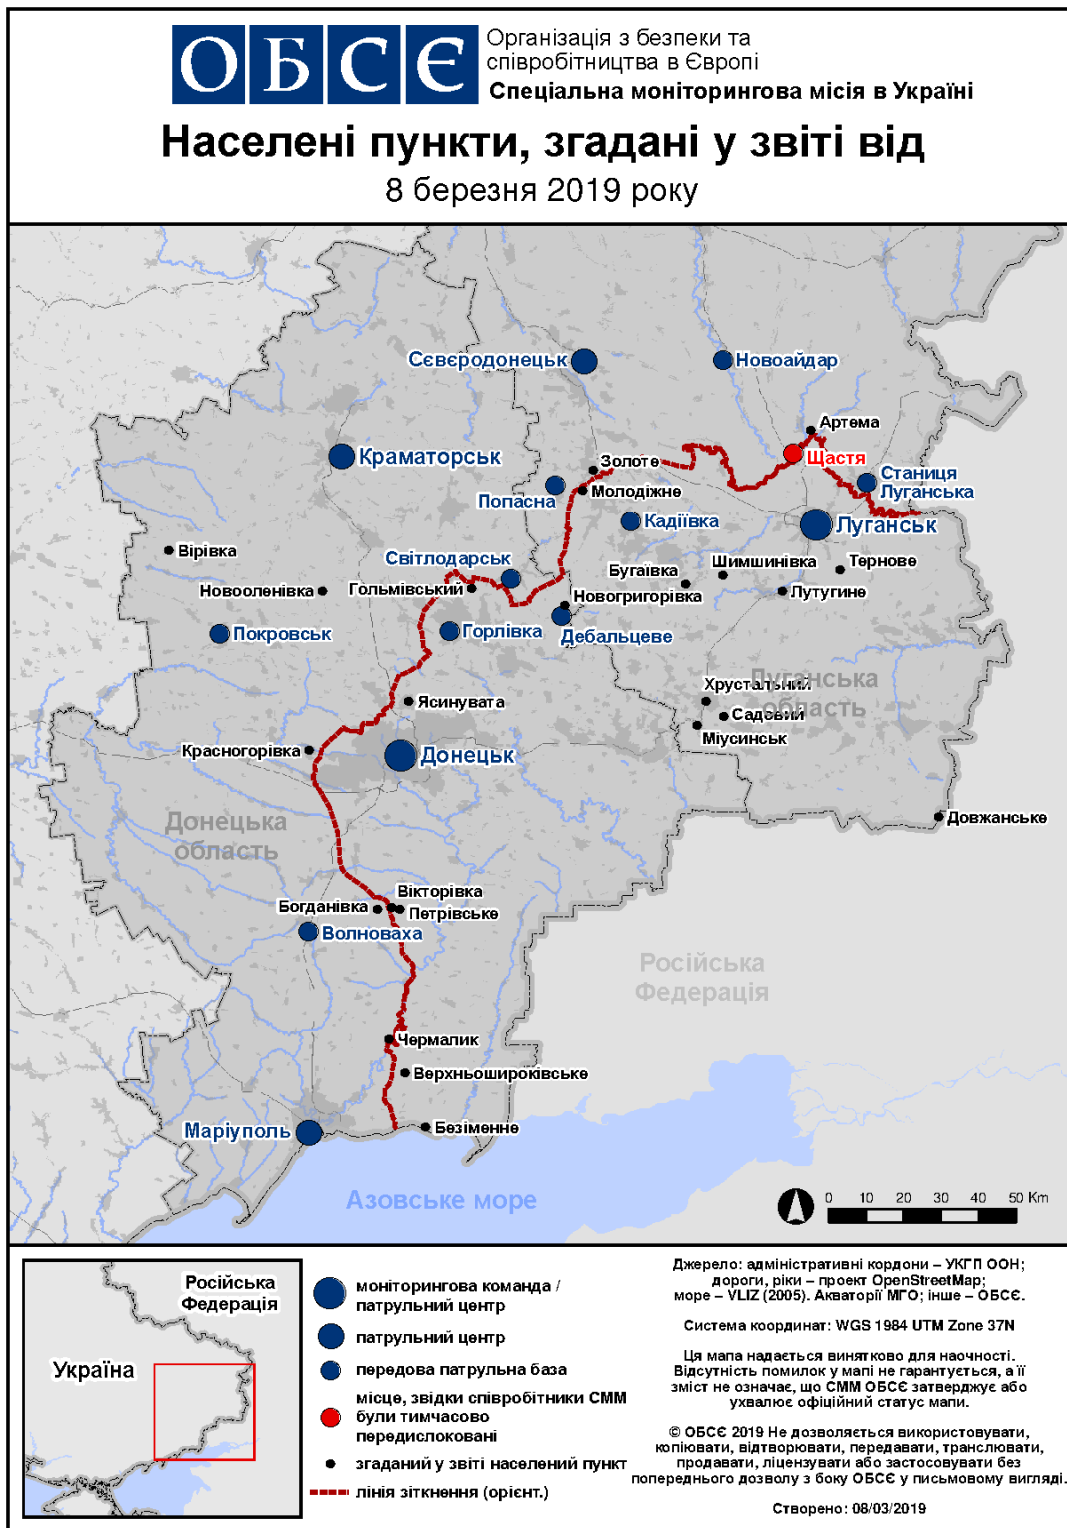 ОБСЄ
Організація з безпеки та
співробітництва в Європі
Спеціальна моніторингова місія в Україні
Населені пункти, згадані у звіті від
8 березня 2019 року
Сєвєродонецьк
Новоайдар
Артема
Щастя
Краматорськ
Золоте
Станиця
Луганська
Попасна
Молодіжне
Кадіївка
Луганськ
Вірівка
Світлодарськ
Шимшинівка
Тернове
Бугаївка
Новооленівка
Гольмівський
Новогригорівка
Лутугине
Покровськ
Горлівка
Дебальцеве
Хрустальний
Луганська
область
Ясинувата
Садовий
Міусинськ
Красногорівка
Донецьк
Довжанське
Донецька
область
Вікторівка
Богданівка
Петрівське
Волноваха
Російська
Федерація
Чермалик
Верхньошироківське
Маріуполь
Безіменне
Азовське море
0 10 20 30 40 50 Км
Російська
Федерація
Україна
моніторингова команда /
патрульний центр
патрульний центр
передова патрульна база
місце, звідки співробітники СММ
були тимчасово
передислоковані
згаданий у звіті населений пункт
лінія зіткнення (орієнт.)
Джерело: адміністративні кордони – УКГП ООН;
дороги, ріки – проект OpenStreetMap;
море – VLIZ (2005). Акваторії МГО; інше – ОБСЄ.
Система координат: WGS 1984 UTM Zone 37N
Ця мапа надається винятково для наочності.
Відсутність помилок у мапі не гарантується, а її
зміст не означає, що СММ ОБСЄ затверджує або
ухвалює офіційний статус мапи.
© ОБСЄ 2019 Не дозволяється використовувати,
копіювати, відтворювати, передавати, транслювати,
продавати, ліцензувати або застосовувати без
попереднього дозволу з боку ОБСЄ у письмовому вигляді.
Створено: 08/03/2019